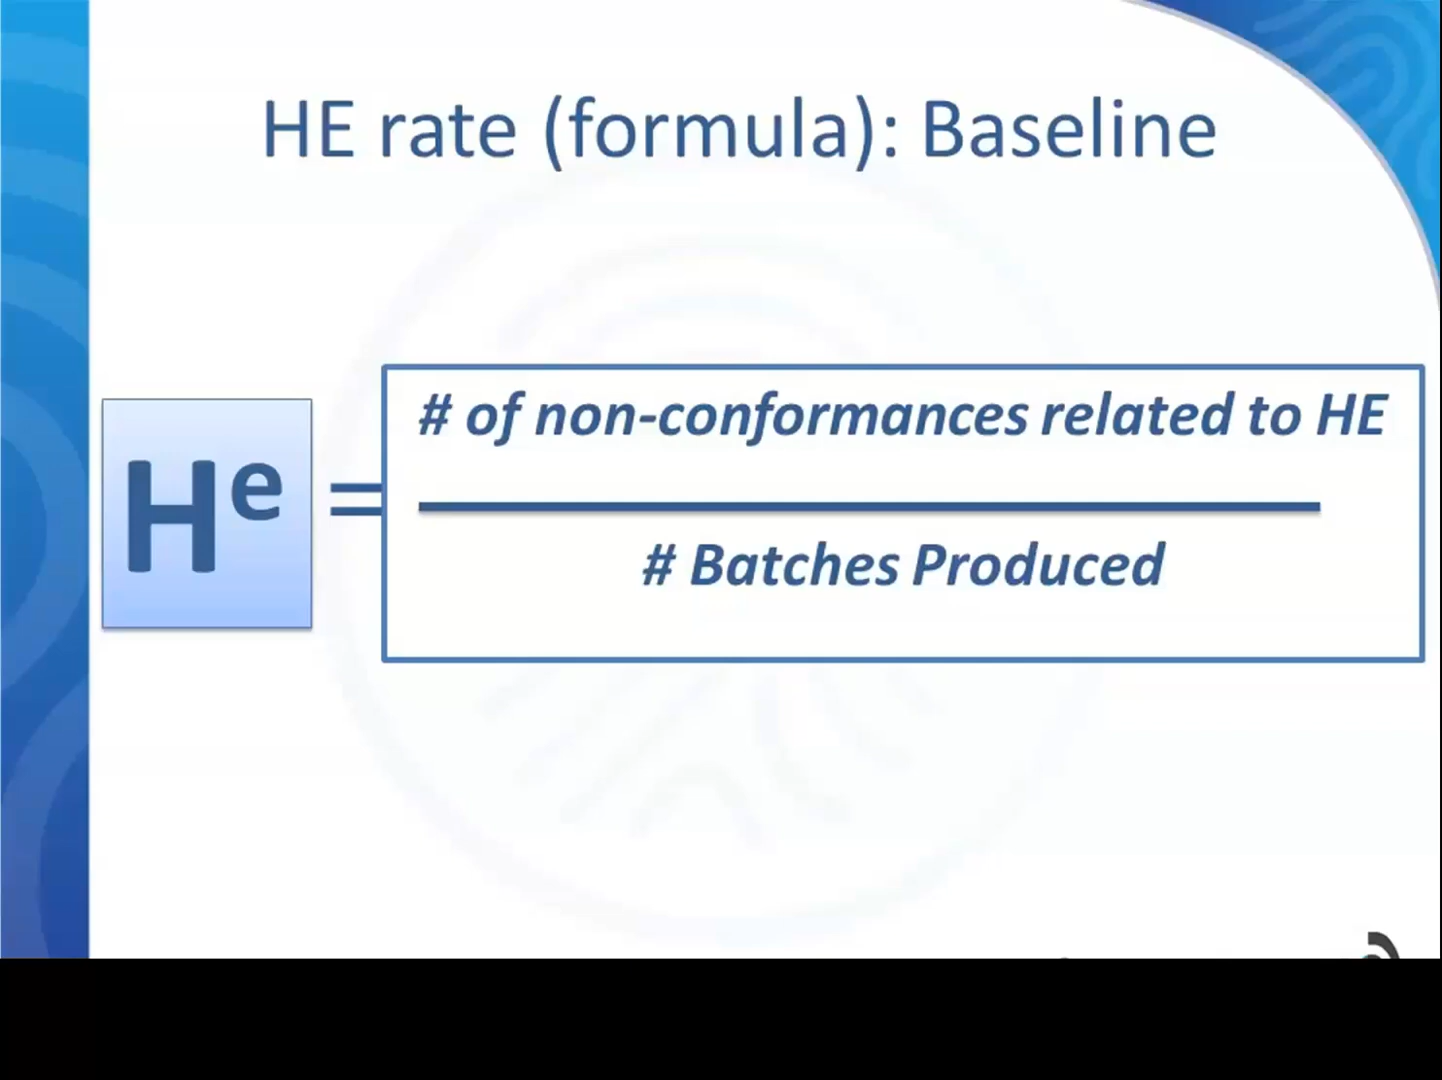 HE rate (formula): Baseline
# of non-conformances related to HE
He =
# Batches Produced